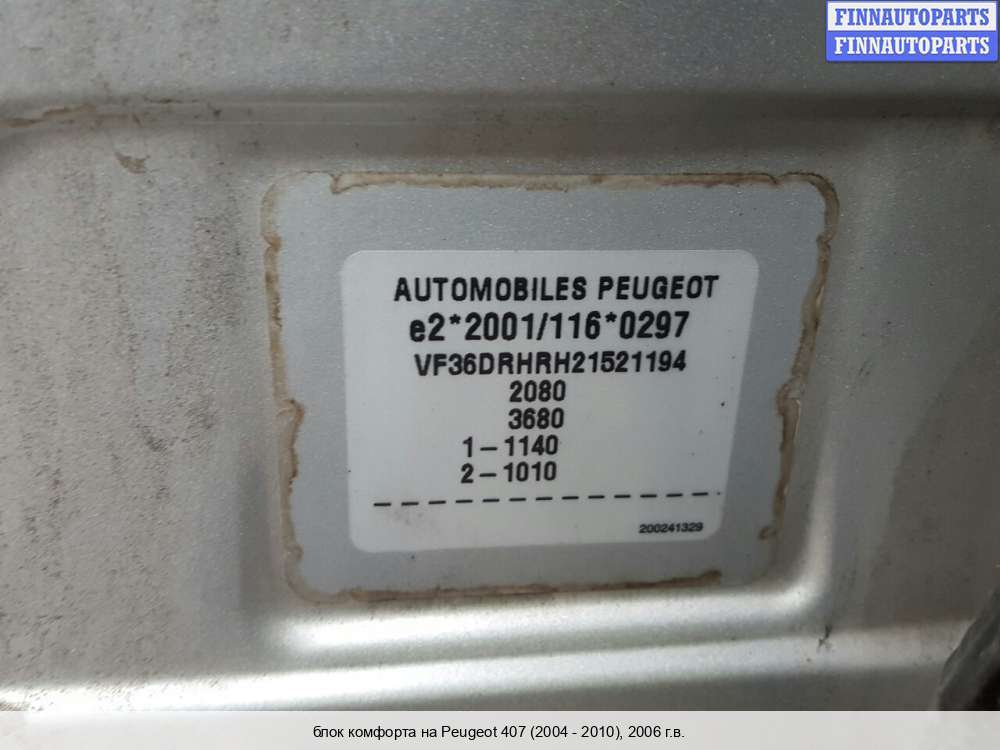 FINNAUTOPARTS
FINNAUTOPARTS
AUTOMOBILES PEUGEOT
e2*2001/116*0297
VF36DRHRH21521194
2080
3680
1-1140
2-1010
200241329
блок комфорта на Peugeot 407 (2004 - 2010), 2006 г.в.